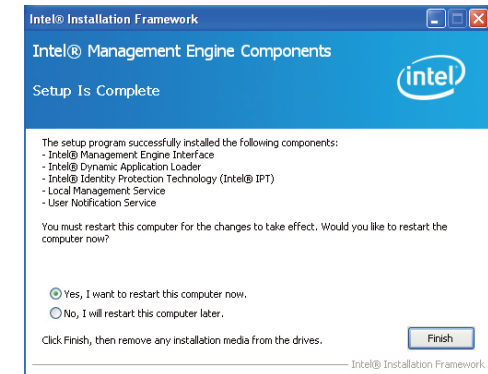 Intel® Installation Framework
Intel® Management Engine Components
Setup Is Complete
intel
The setup program successfully installed the following components:
- Intel® Management Engine Interface
- Intel® Dynamic Application Loader
- Intel® Identity Protection Technology (Intel® IPT)
- Local Management Service
- User Notification Service
You must restart this computer for the changes to take effect. Would you like to restart the
computer now?
Yes, I want to restart this computer now.
No, I will restart this computer later.
Click Finish, then remove any installation media from the drives.
Finish
Intel® Installation Framework